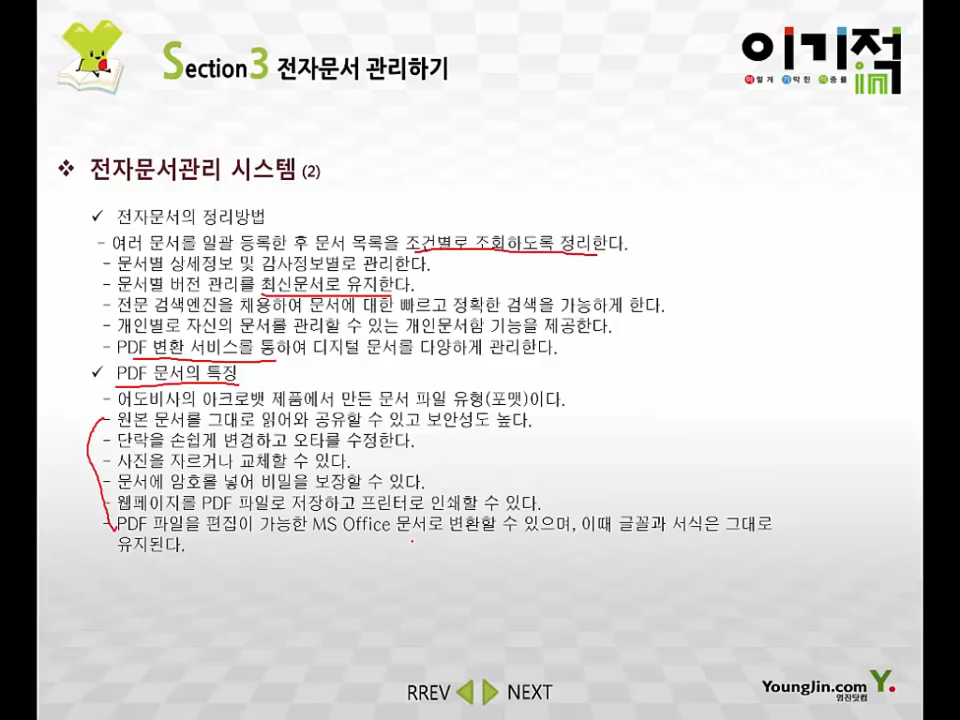 Section3 전자문서 관리하기
이기적in
이렇게 기막힌 적중률
❖ 전자문서관리 시스템 (2)
✓ 전자문서의 정리방법
- 여러 문서를 일괄 등록한 후 문서 목록을 조건별로 조회하도록 정리한다.
- 문서별 상세정보 및 감사정보별로 관리한다.
- 문서별 버전 관리를 최신문서로 유지한다.
- 전문 검색엔진을 채용하여 문서에 대한 빠르고 정확한 검색을 가능하게 한다.
- 개인별로 자신의 문서를 관리할 수 있는 개인문서함 기능을 제공한다.
- PDF 변환 서비스를 통하여 디지털 문서를 다양하게 관리한다.
✓ PDF 문서의 특징
- 어도비사의 아크로뱃 제품에서 만든 문서 파일 유형(포맷)이다.
- 원본 문서를 그대로 읽어와 공유할 수 있고 보안성도 높다.
- 단락을 손쉽게 변경하고 오타를 수정한다.
- 사진을 자르거나 교체할 수 있다.
- 문서에 암호를 넣어 비밀을 보장할 수 있다.
- 웹페이지를 PDF 파일로 저장하고 프린터로 인쇄할 수 있다.
- PDF 파일을 편집이 가능한 MS Office 문서로 변환할 수 있으며, 이때 글꼴과 서식은 그대로
유지된다.
RREV NEXT
YoungJin.com Y.
영진닷컴